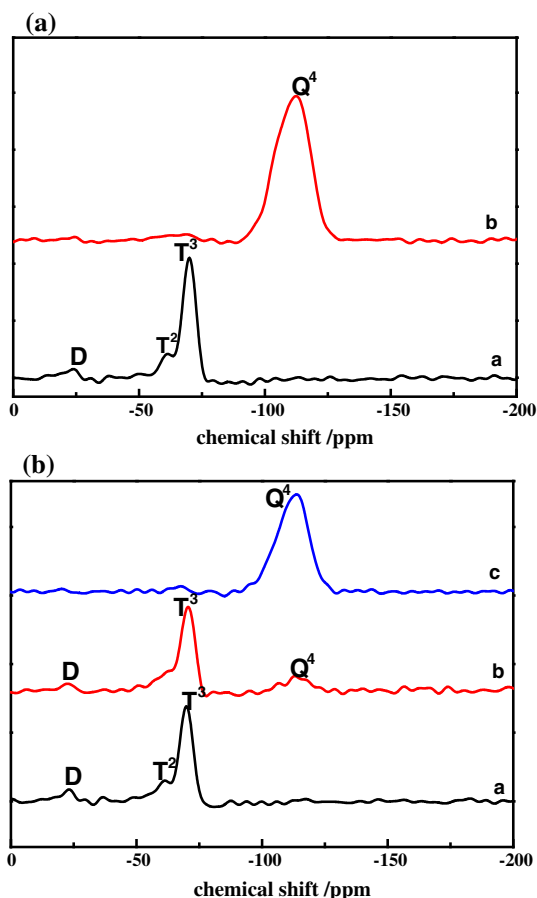 (a)
Q⁴
b
T³
T²
D
a
0 -50 -100 -150 -200
chemical shift /ppm
(b)
Q⁴
c
T³
D
Q⁴
b
T³
T²
D
a
0 -50 -100 -150 -200
chemical shift /ppm